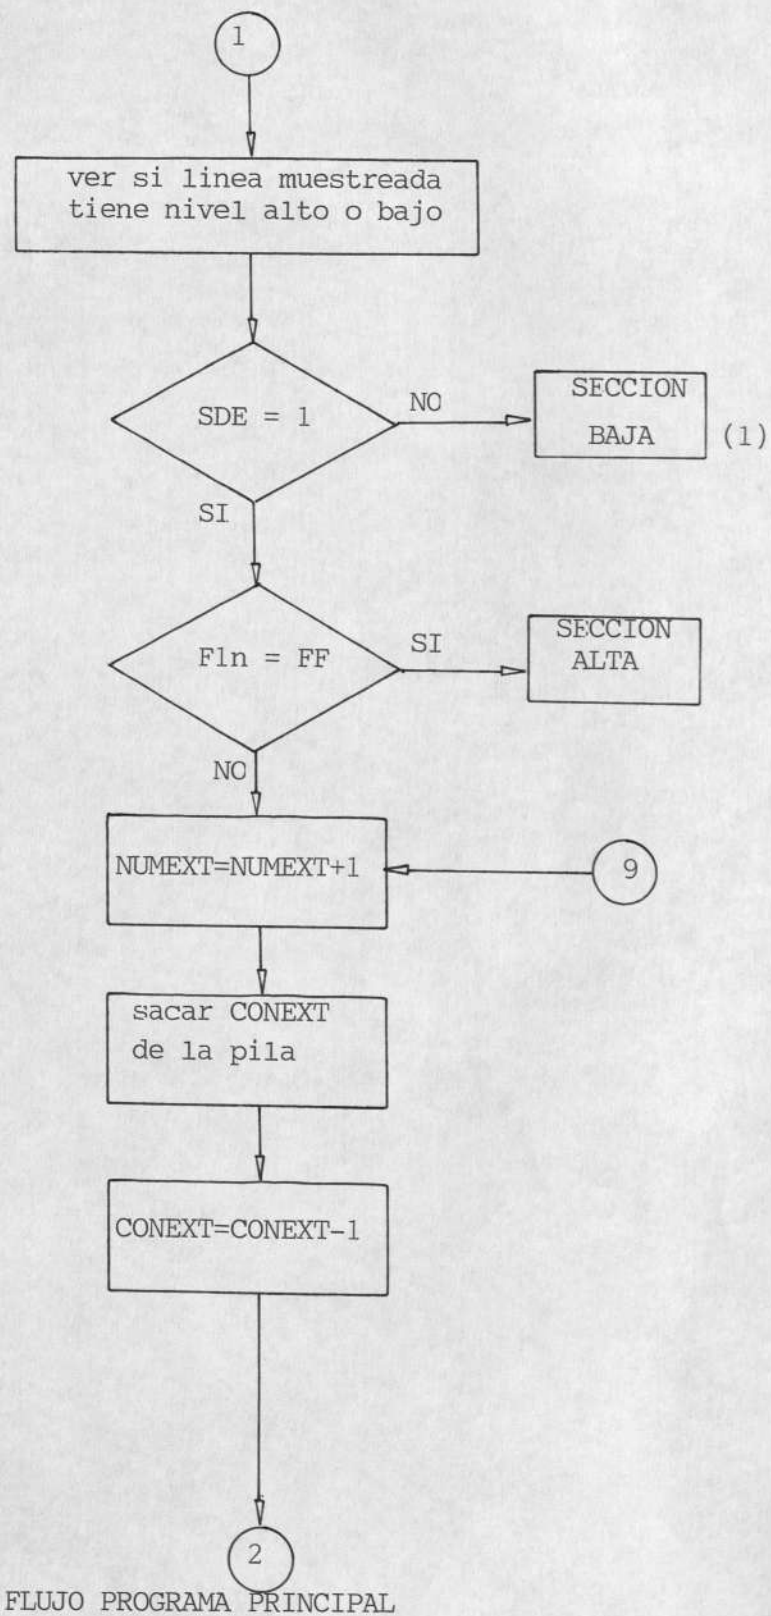 1
ver si linea muestreada
tiene nivel alto o bajo
SDE = 1
NO
SECCION
BAJA
(1)
SI
F1n = FF
SI
SECCION
ALTA
NO
NUMEXT=NUMEXT+1
9
sacar CONEXT
de la pila
CONEXT=CONEXT-1
2
FLUJO PROGRAMA PRINCIPAL